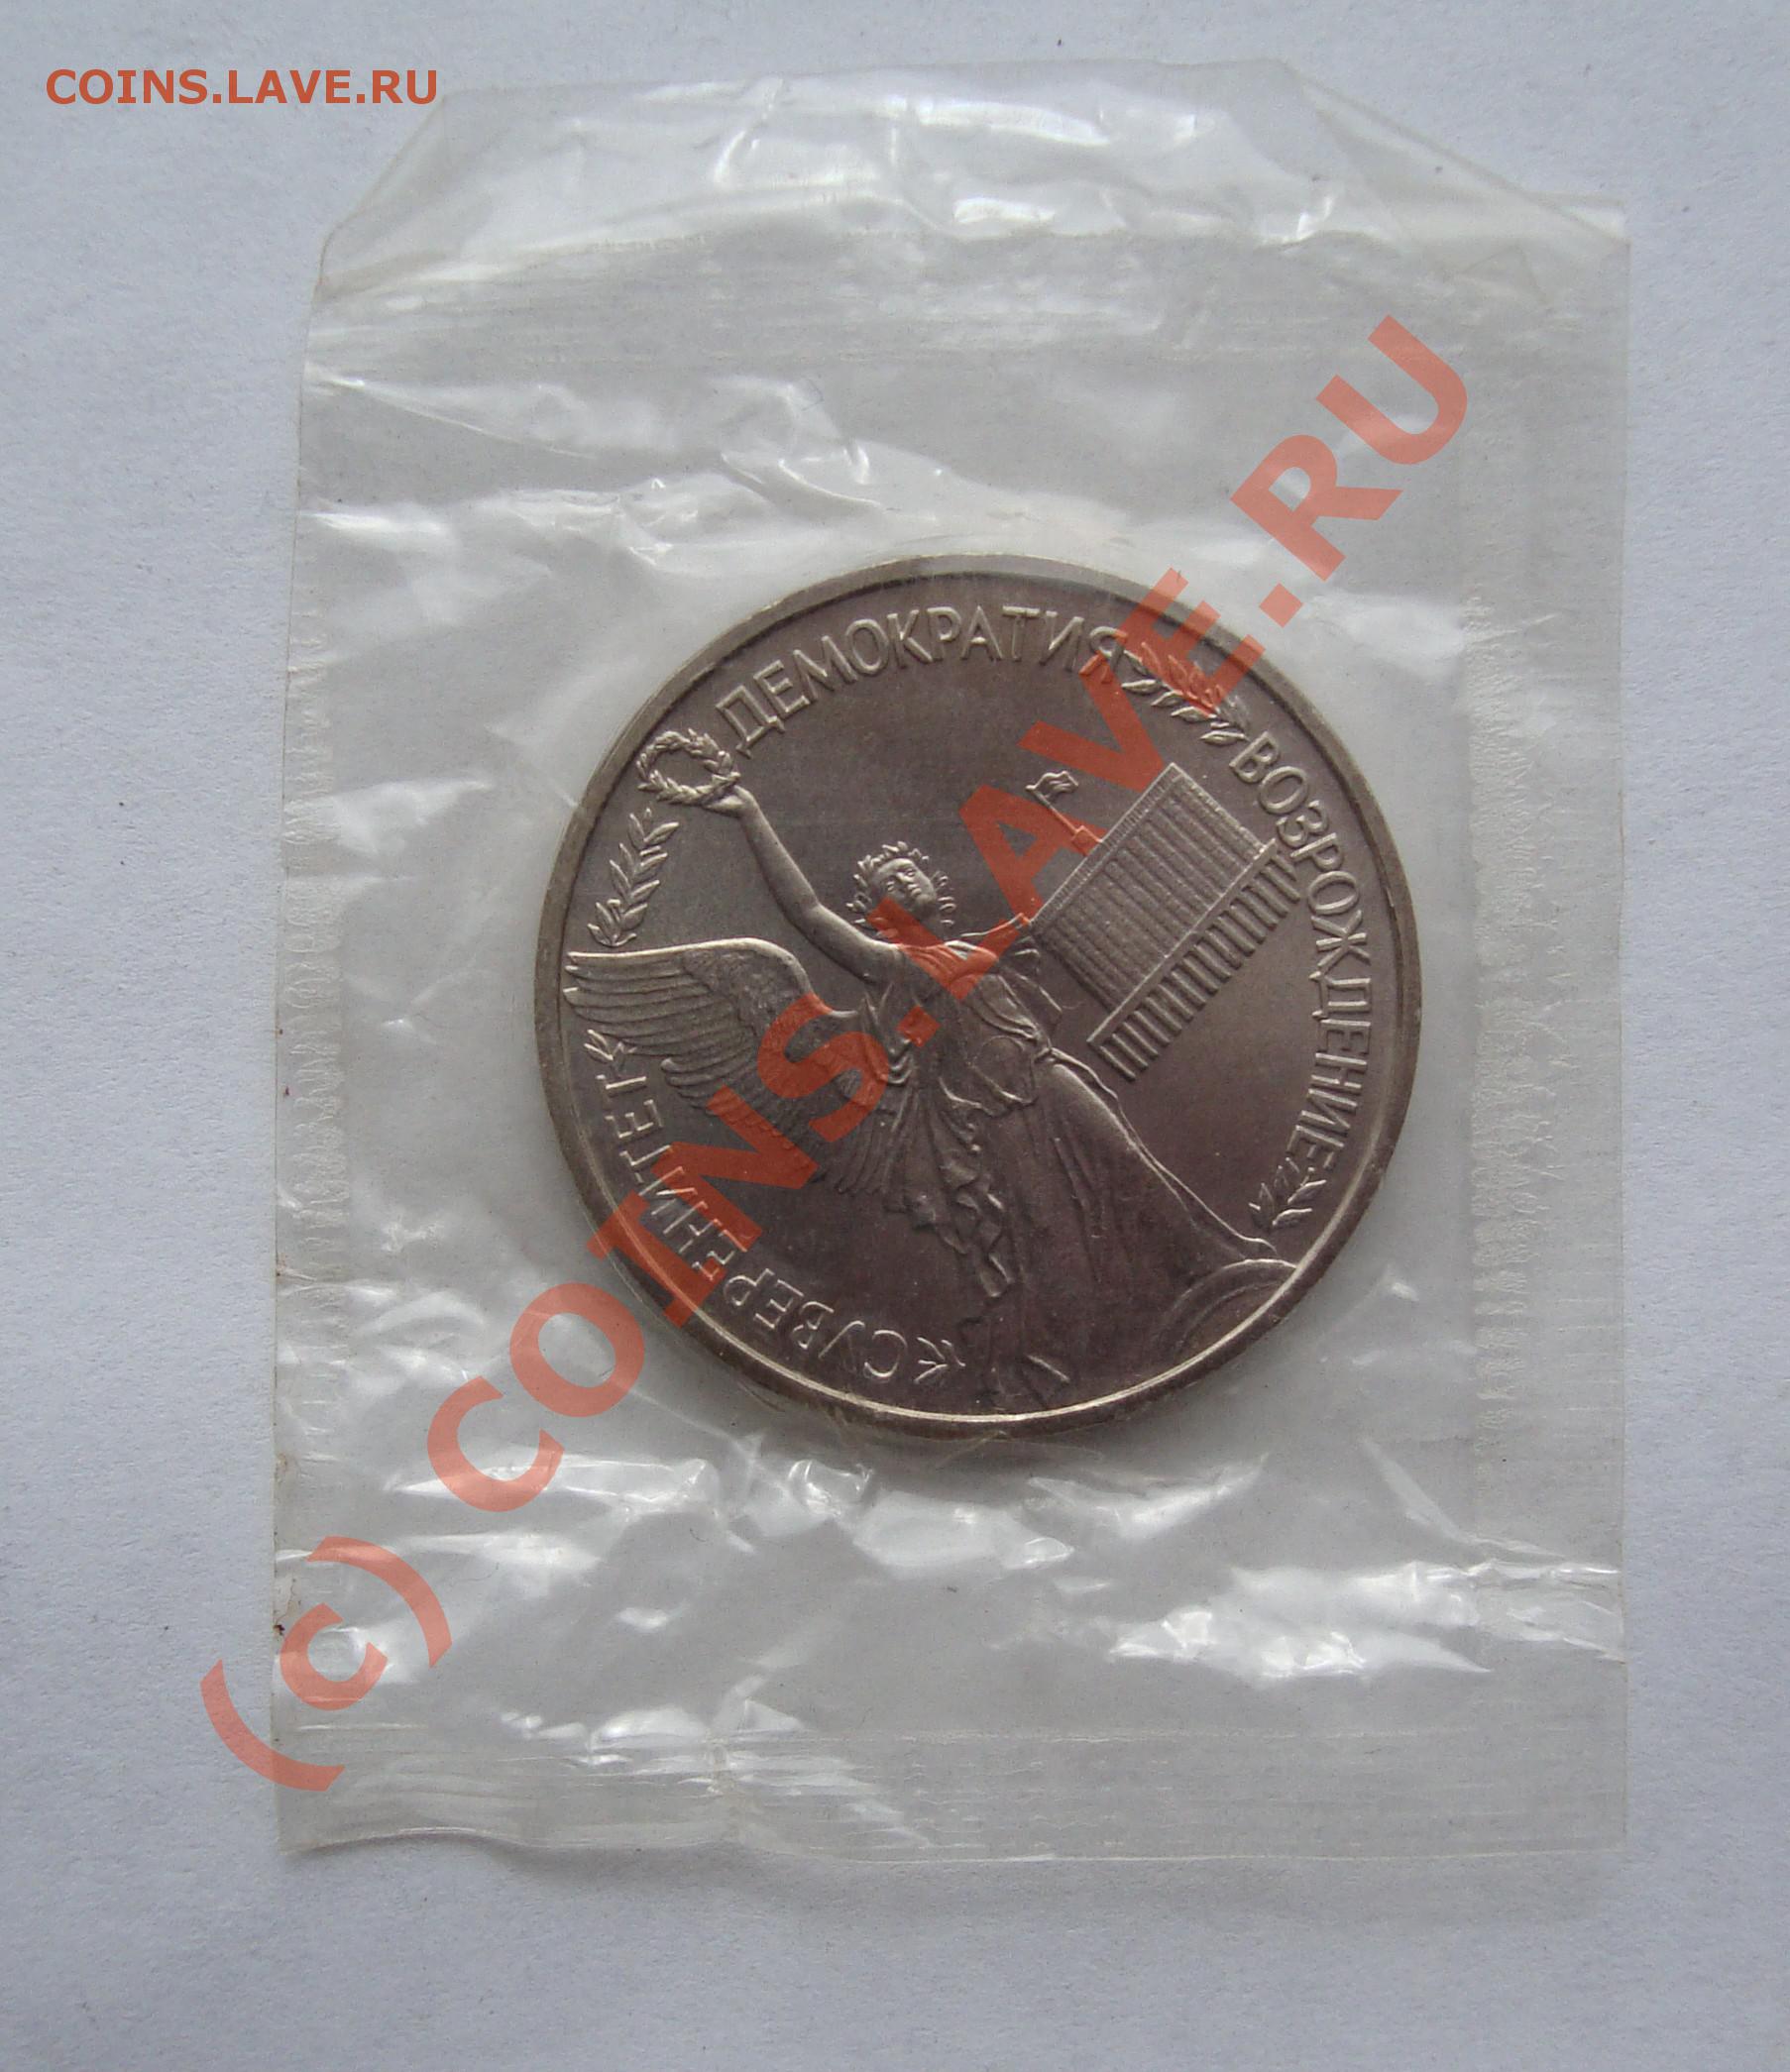 COINS.LAVE.RU
СУВЕРЕНИТЕТ
ДЕМОКРАТИЯ
ВОЗРОЖДЕНИЕ
(c) COINS.LAVE.RU